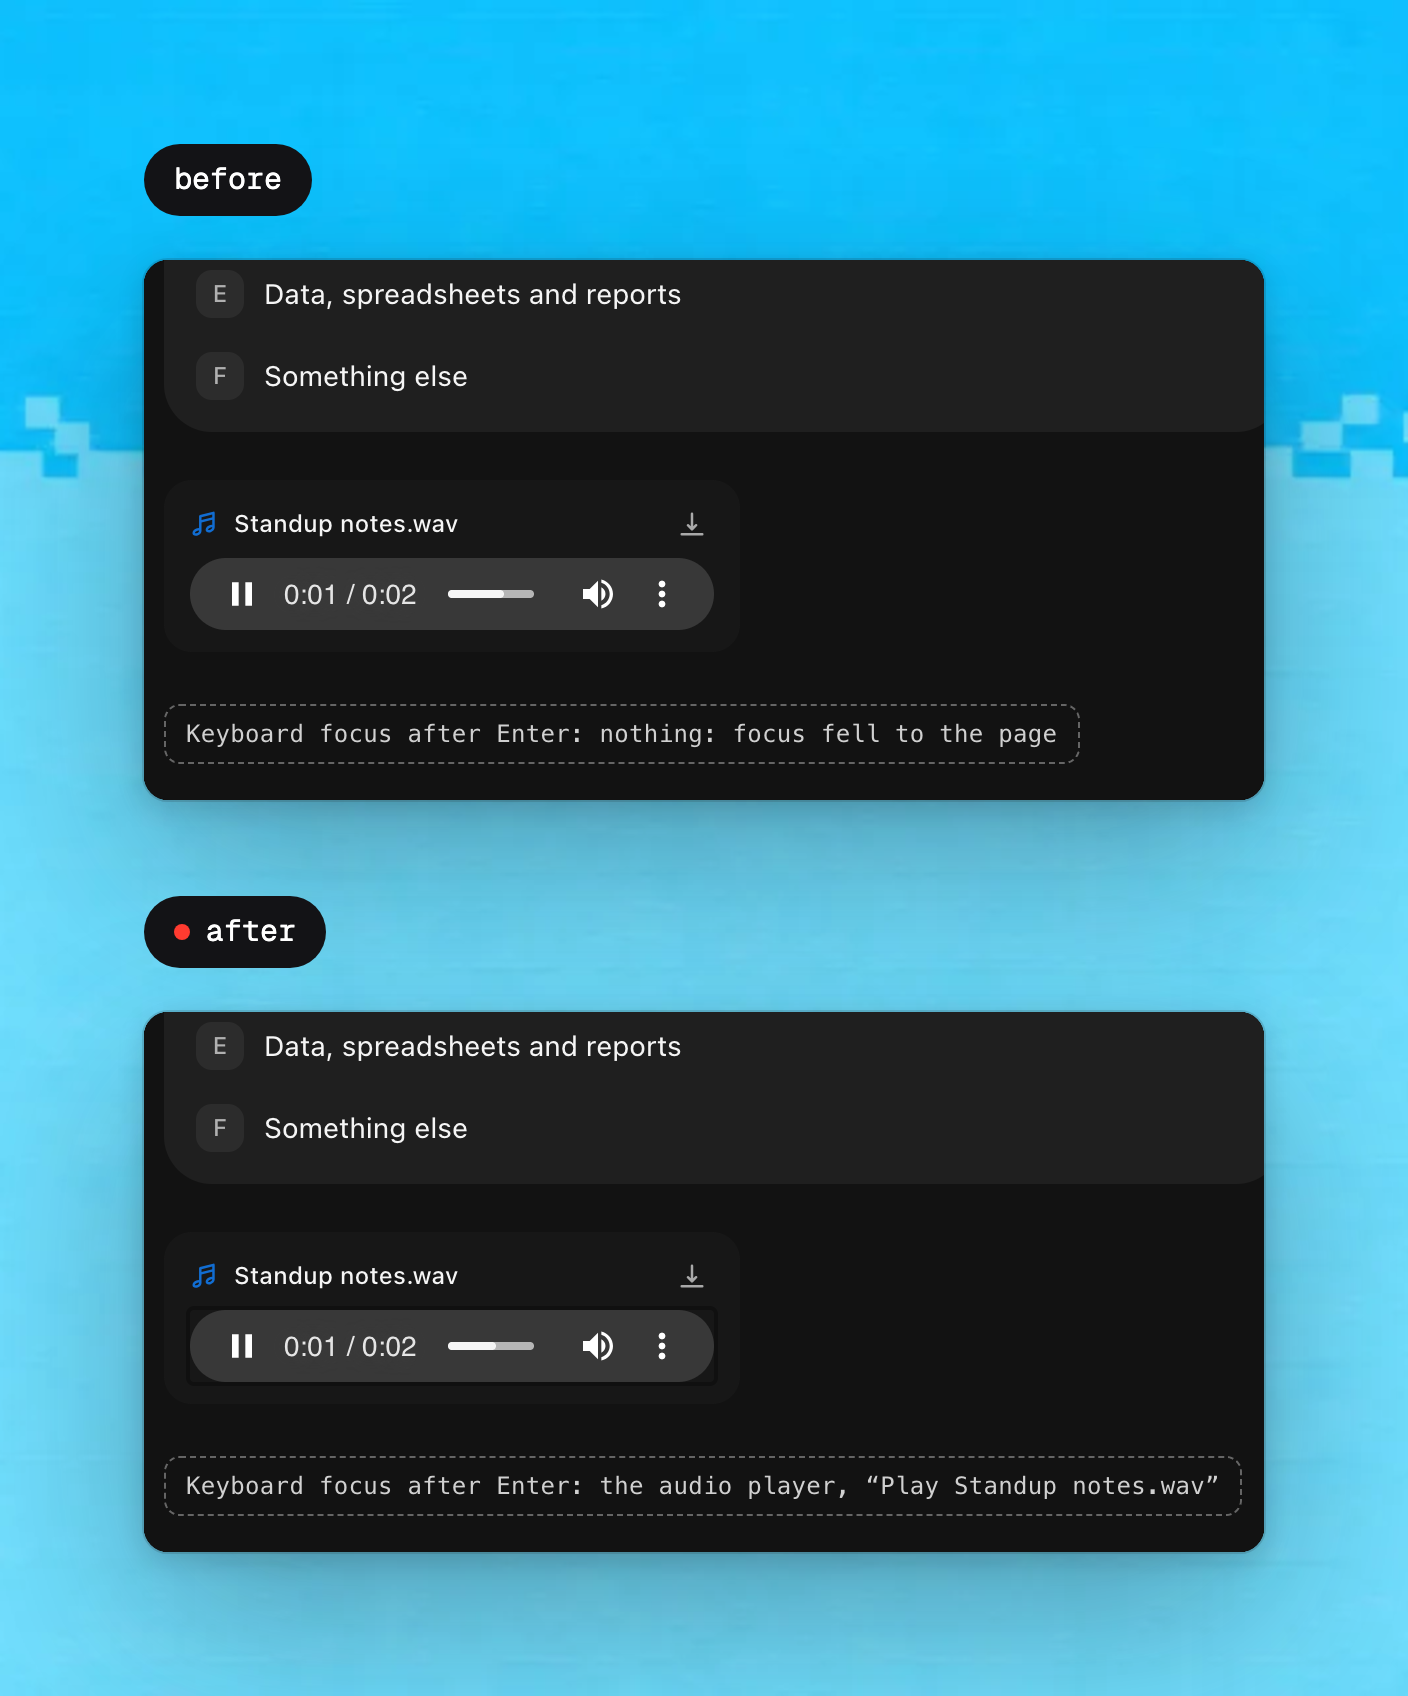 before
E Data, spreadsheets and reports
F Something else
Standup notes.wav
0:01 / 0:02
Keyboard focus after Enter: nothing: focus fell to the page
after
E Data, spreadsheets and reports
F Something else
Standup notes.wav
0:01 / 0:02
Keyboard focus after Enter: the audio player, “Play Standup notes.wav”